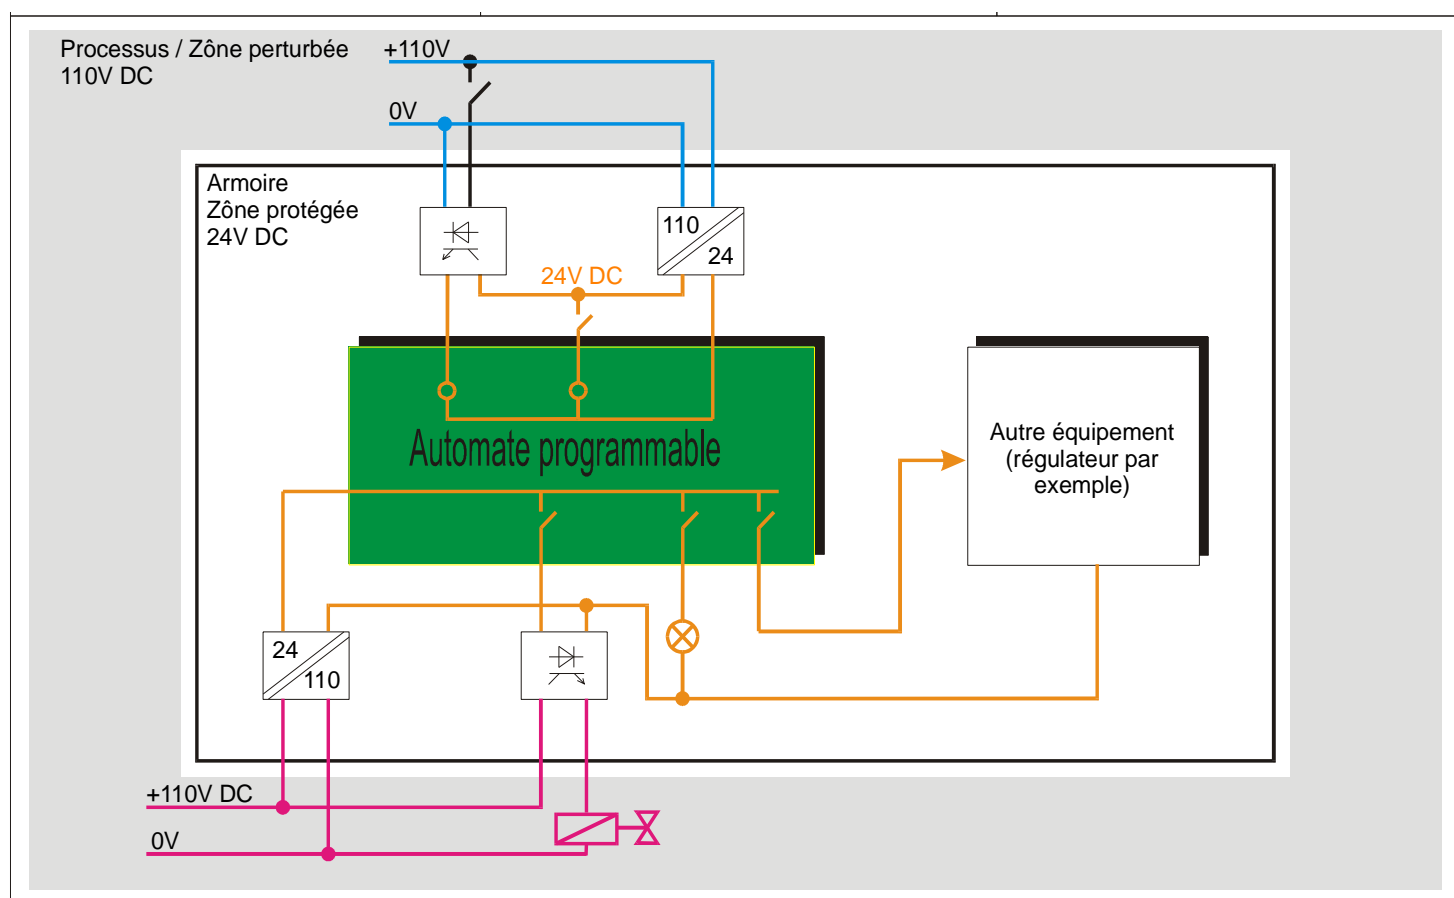 Processus / Zône perturbée
110V DC
+110V
0V
Armoire
Zône protégée
24V DC
110
24
24V DC
Automate programmable
Autre équipement
(régulateur par
exemple)
24
110
+110V DC
0V